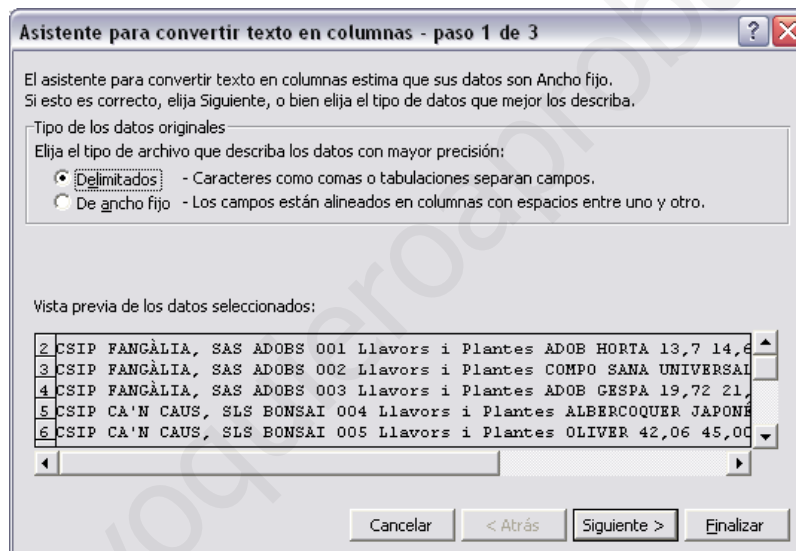 Asistente para convertir texto en columnas - paso 1 de 3
El asistente para convertir texto en columnas estima que sus datos son Ancho fijo.
Si esto es correcto, elija Siguiente, o bien elija el tipo de datos que mejor los describa.
Tipo de los datos originales
Elija el tipo de archivo que describa los datos con mayor precisión:
Delimitados - Caracteres como comas o tabulaciones separan campos.
De ancho fijo - Los campos están alineados en columnas con espacios entre uno y otro.
Vista previa de los datos seleccionados:
2 CSIP FANGÀLIA, SAS ADOBS 001 Llavors i Plantes ADOB HORTA 13,7 14,6
3 CSIP FANGÀLIA, SAS ADOBS 002 Llavors i Plantes COMPO SANA UNIVERSAL
4 CSIP FANGÀLIA, SAS ADOBS 003 Llavors i Plantes ADOB GESPA 19,72 21,
5 CSIP CA'N CAUS, SLS BONSAI 004 Llavors i Plantes ALBERCOQUER JAPONÉ
6 CSIP CA'N CAUS, SLS BONSAI 005 Llavors i Plantes OLIVER 42,06 45,00
Cancelar < Atrás Siguiente > Finalizar